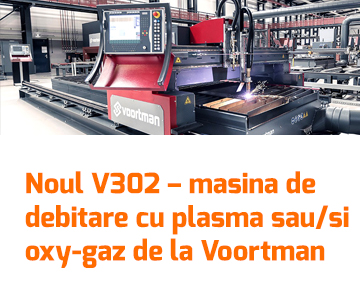 voortman
Noul V302 – masina de
debitare cu plasma sau/si
oxy-gaz de la Voortman